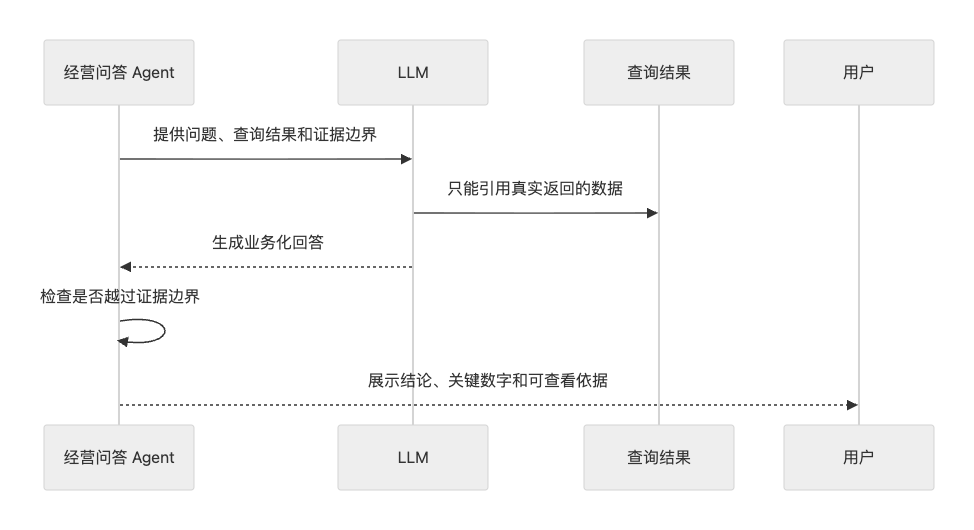 经营问答 Agent
LLM
查询结果
用户
提供问题、查询结果和证据边界
只能引用真实返回的数据
生成业务化回答
检查是否越过证据边界
展示结论、关键数字和可查看依据
经营问答 Agent
LLM
查询结果
用户